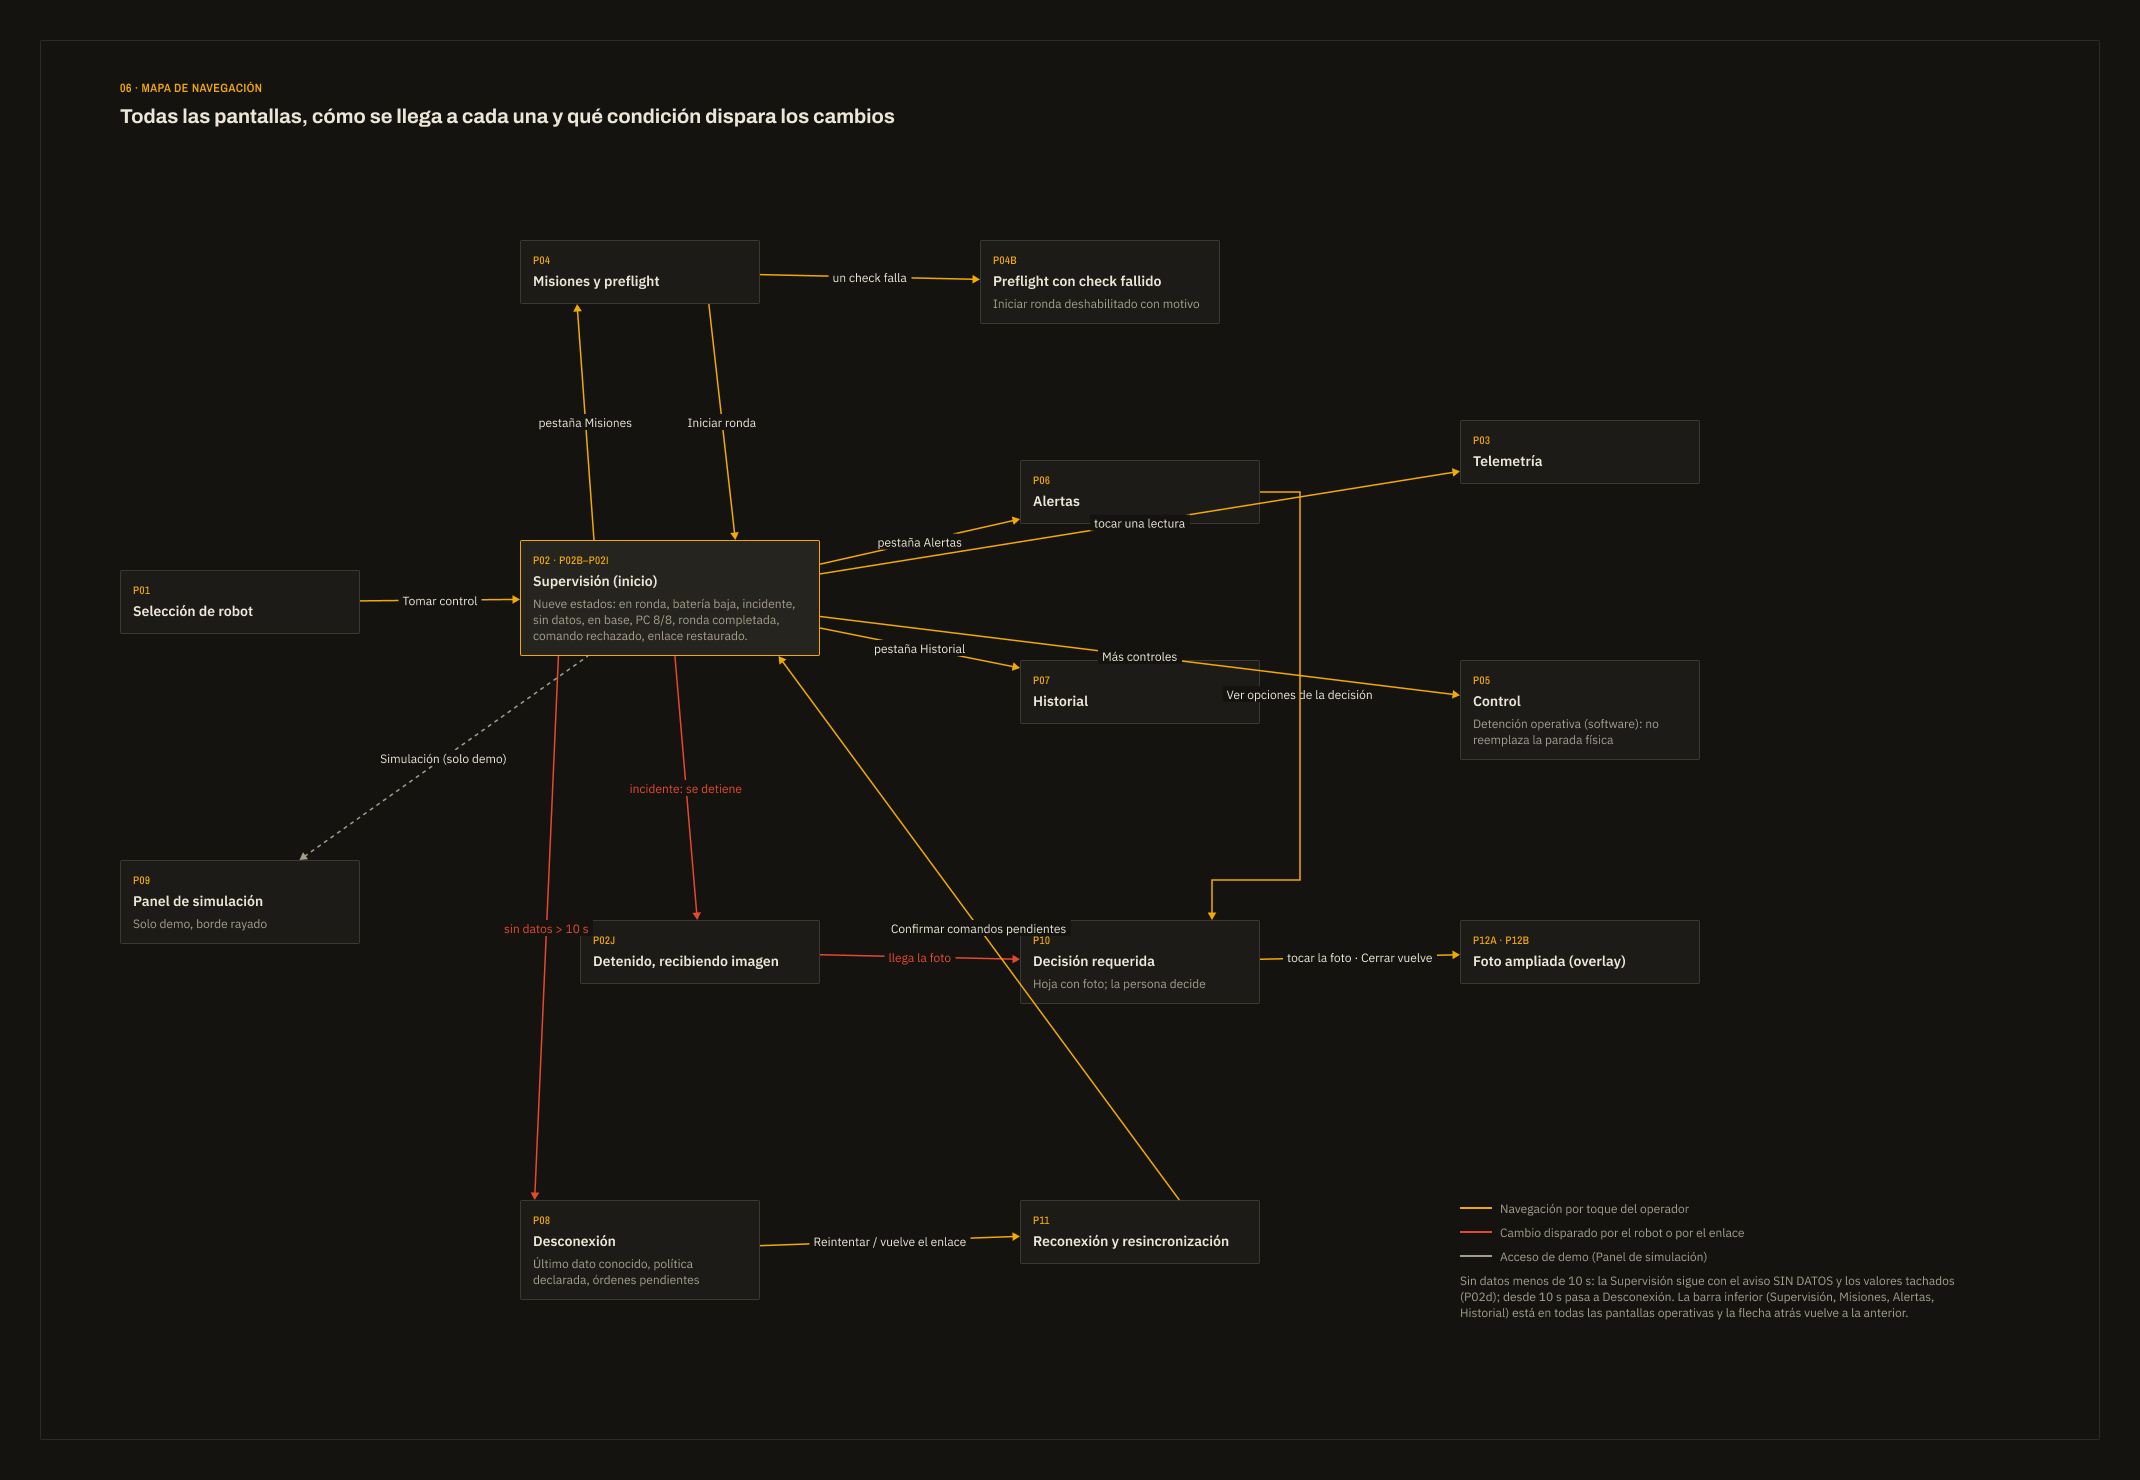 06 · MAPA DE NAVEGACIÓN
Todas las pantallas, cómo se llega a cada una y qué condición dispara los cambios
P04
Misiones y preflight
un check falla
P04B
Preflight con check fallido
Iniciar ronda deshabilitado con motivo
pestaña Misiones
Iniciar ronda
P03
Telemetría
P06
Alertas
tocar una lectura
pestaña Alertas
P02 · P02B–P02I
Supervisión (inicio)
Nueve estados: en ronda, batería baja, incidente,
sin datos, en base, PC 8/8, ronda completada,
comando rechazado, enlace restaurado.
P01
Selección de robot
Tomar control
pestaña Historial
Más controles
P07
Historial
Ver opciones de la decisión
P05
Control
Detención operativa (software): no
reemplaza la parada física
Simulación (solo demo)
incidente: se detiene
P09
Panel de simulación
Solo demo, borde rayado
sin datos > 10 s
P02J
Detenido, recibiendo imagen
Confirmar comandos pendientes
llega la foto
P10
Decisión requerida
Hoja con foto; la persona decide
tocar la foto · Cerrar vuelve
P12A · P12B
Foto ampliada (overlay)
P08
Desconexión
Último dato conocido, política
declarada, órdenes pendientes
Reintentar / vuelve el enlace
P11
Reconexión y resincronización
Navegación por toque del operador
Cambio disparado por el robot o por el enlace
Acceso de demo (Panel de simulación)
Sin datos menos de 10 s: la Supervisión sigue con el aviso SIN DATOS y los valores tachados
(P02d); desde 10 s pasa a Desconexión. La barra inferior (Supervisión, Misiones, Alertas,
Historial) está en todas las pantallas operativas y la flecha atrás vuelve a la anterior.